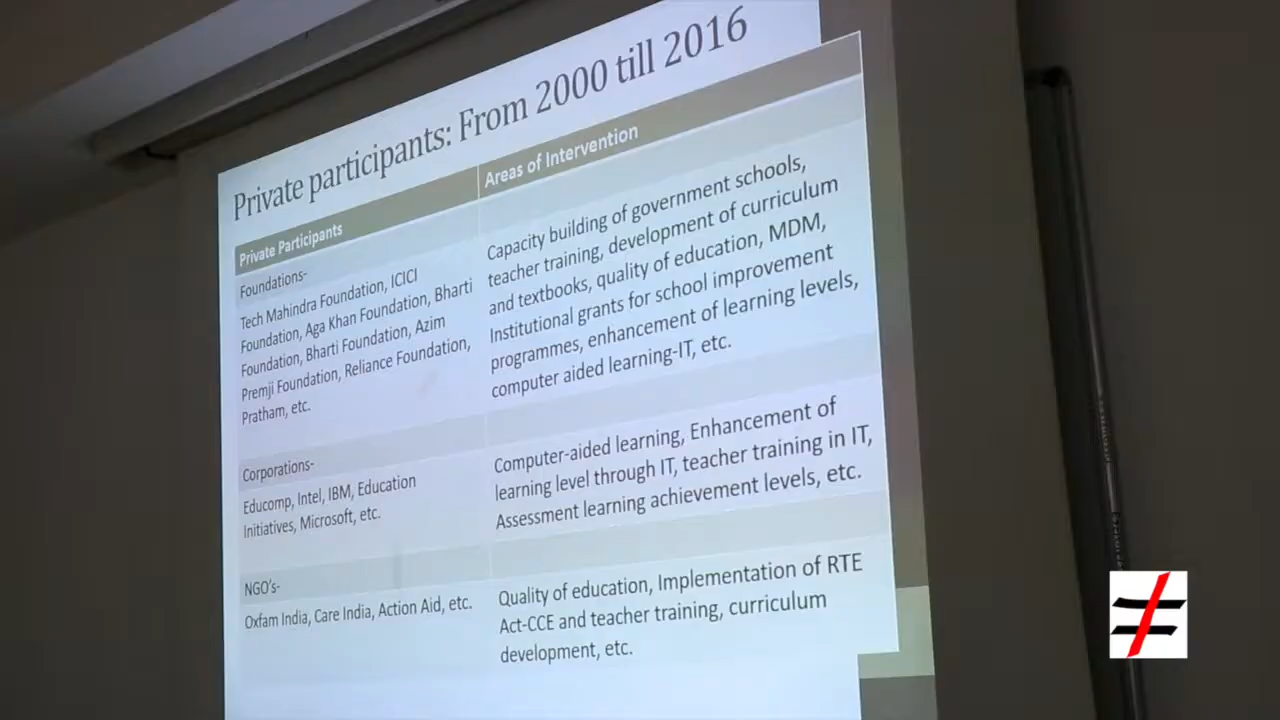 Private participants: From 2000 till 2016
Private Participants
Areas of Intervention
Foundations-
Tech Mahindra Foundation, ICICI
Foundation, Aga Khan Foundation, Bharti
Foundation, Bharti Foundation, Azim
Premji Foundation, Reliance Foundation,
Pratham, etc.
Capacity building of government schools,
teacher training, development of curriculum
and textbooks, quality of education, MDM,
Institutional grants for school improvement
programmes, enhancement of learning levels,
computer aided learning-IT, etc.
Corporations-
Educomp, Intel, IBM, Education
Initiatives, Microsoft, etc.
Computer-aided learning, Enhancement of
learning level through IT, teacher training in IT,
Assessment learning achievement levels, etc.
NGO's-
Oxfam India, Care India, Action Aid, etc.
Quality of education, Implementation of RTE
Act-CCE and teacher training, curriculum
development, etc.